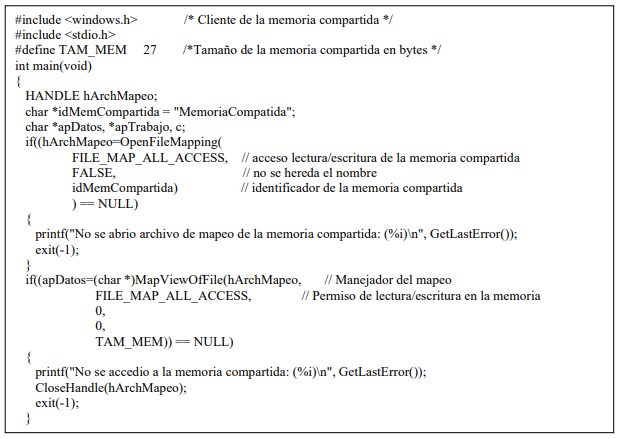 #include <windows.h> /* Cliente de la memoria compartida */
#include <stdio.h>
#define TAM_MEM 27 /*Tamaño de la memoria compartida en bytes */
int main(void)
{
HANDLE hArchMapeo;
char *idMemCompartida = "MemoriaCompatida";
char *apDatos, *apTrabajo, c;
if((hArchMapeo=OpenFileMapping(
FILE_MAP_ALL_ACCESS, // acceso lectura/escritura de la memoria compartida
FALSE, // no se hereda el nombre
idMemCompartida) // identificador de la memoria compartida
) == NULL)
{
printf("No se abrio archivo de mapeo de la memoria compartida: (%i)\n", GetLastError());
exit(-1);
}
if((apDatos=(char *)MapViewOfFile(hArchMapeo, // Manejador del mapeo
FILE_MAP_ALL_ACCESS, // Permiso de lectura/escritura en la memoria
0,
0,
TAM_MEM)) == NULL)
{
printf("No se accedio a la memoria compartida: (%i)\n", GetLastError());
CloseHandle(hArchMapeo);
exit(-1);
}